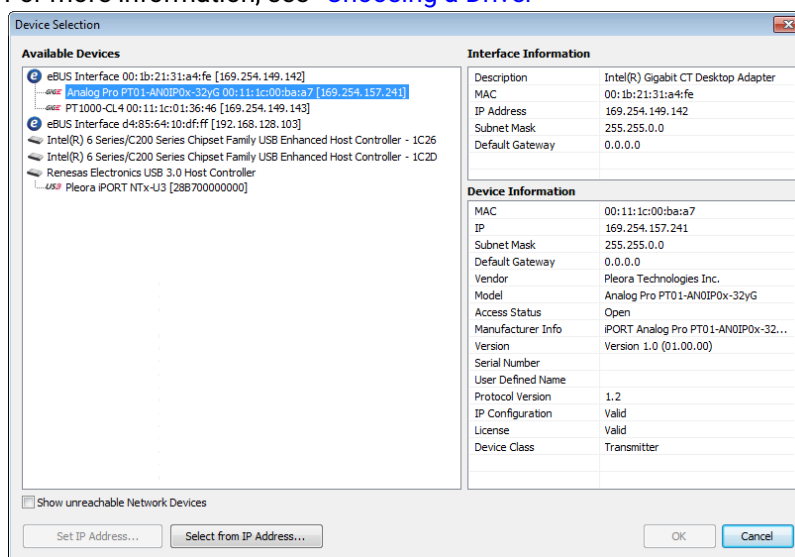 For more information, see "Choosing a Driver"
Device Selection
Available Devices
eBUS Interface 00:1b:21:31:a4:fe [169.254.149.142]
GIGE Analog Pro PT01-AN0IP0x-32yG 00:11:1c:00:ba:a7 [169.254.157.241]
GIGE PT1000-CL4 00:11:1c:01:36:46 [169.254.149.143]
eBUS Interface d4:85:64:10:df:ff [192.168.128.103]
Intel(R) 6 Series/C200 Series Chipset Family USB Enhanced Host Controller - 1C26
Intel(R) 6 Series/C200 Series Chipset Family USB Enhanced Host Controller - 1C2D
Renesas Electronics USB 3.0 Host Controller
US3 Pleora iPORT NTx-U3 [28B700000000]
Show unreachable Network Devices
Set IP Address...
Select from IP Address...
Interface Information
Description Intel(R) Gigabit CT Desktop Adapter
MAC 00:1b:21:31:a4:fe
IP Address 169.254.149.142
Subnet Mask 255.255.0.0
Default Gateway 0.0.0.0
Device Information
MAC 00:11:1c:00:ba:a7
IP 169.254.157.241
Subnet Mask 255.255.0.0
Default Gateway 0.0.0.0
Vendor Pleora Technologies Inc.
Model Analog Pro PT01-AN0IP0x-32yG
Access Status Open
Manufacturer Info iPORT Analog Pro PT01-AN0IP0x-32...
Version Version 1.0 (01.00.00)
Serial Number
User Defined Name
Protocol Version 1.2
IP Configuration Valid
License Valid
Device Class Transmitter
OK
Cancel